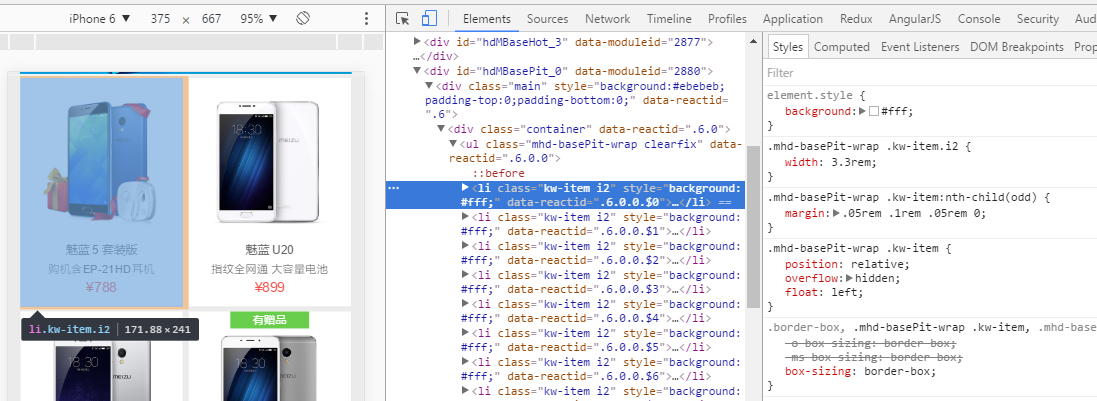 iPhone 6 ▼ 375 × 667 95% ▼
Elements Sources Network Timeline Profiles Application Redux AngularJS Console Security Aud
▶<div id="hdMBaseHot_3" data-moduleid="2877">
…</div>
▼<div id="hdMBasePit_0" data-moduleid="2880">
▼<div class="main" style="background:#ebebeb;
padding-top:0;padding-bottom:0;" data-reactid=
".6">
▼<div class="container" data-reactid=".6.0">
▼<ul class="mhd-basePit-wrap clearfix" data-
reactid=".6.0.0">
::before
▶<li class="kw-item i2" style="background:
#fff;" data-reactid=".6.0.0.$0">…</li> ==
▶<li class="kw-item i2" style="background:
#fff;" data-reactid=".6.0.0.$1">…</li>
▶<li class="kw-item i2" style="background:
#fff;" data-reactid=".6.0.0.$2">…</li>
▶<li class="kw-item i2" style="background:
#fff;" data-reactid=".6.0.0.$3">…</li>
▶<li class="kw-item i2" style="background:
#fff;" data-reactid=".6.0.0.$4">…</li>
▶<li class="kw-item i2" style="background:
#fff;" data-reactid=".6.0.0.$5">…</li>
▶<li class="kw-item i2" style="background:
#fff;" data-reactid=".6.0.0.$6">…</li>
▶<li class="kw-item i2" style="background:
Styles Computed Event Listeners DOM Breakpoints Prop
Filter
element.style {
background:▶#fff;
}
.mhd-basePit-wrap .kw-item.i2 {
width: 3.3rem;
}
.mhd-basePit-wrap .kw-item:nth-child(odd) {
margin:▶.05rem .1rem .05rem 0;
}
.mhd-basePit-wrap .kw-item {
position: relative;
overflow:▶hidden;
float: left;
}
.border-box, .mhd-basePit-wrap .kw-item, .mhd-base
-o-box-sizing: border-box;
-ms-box-sizing: border-box;
box-sizing: border-box;
}
魅蓝 5 套装版
购机含EP-21HD耳机
¥788
18:30
MEIZU
魅蓝 U20
指纹全网通 大容量电池
¥899
li.kw-item.i2 171.88×241
有赠品
18:30
MEIZU
18:30